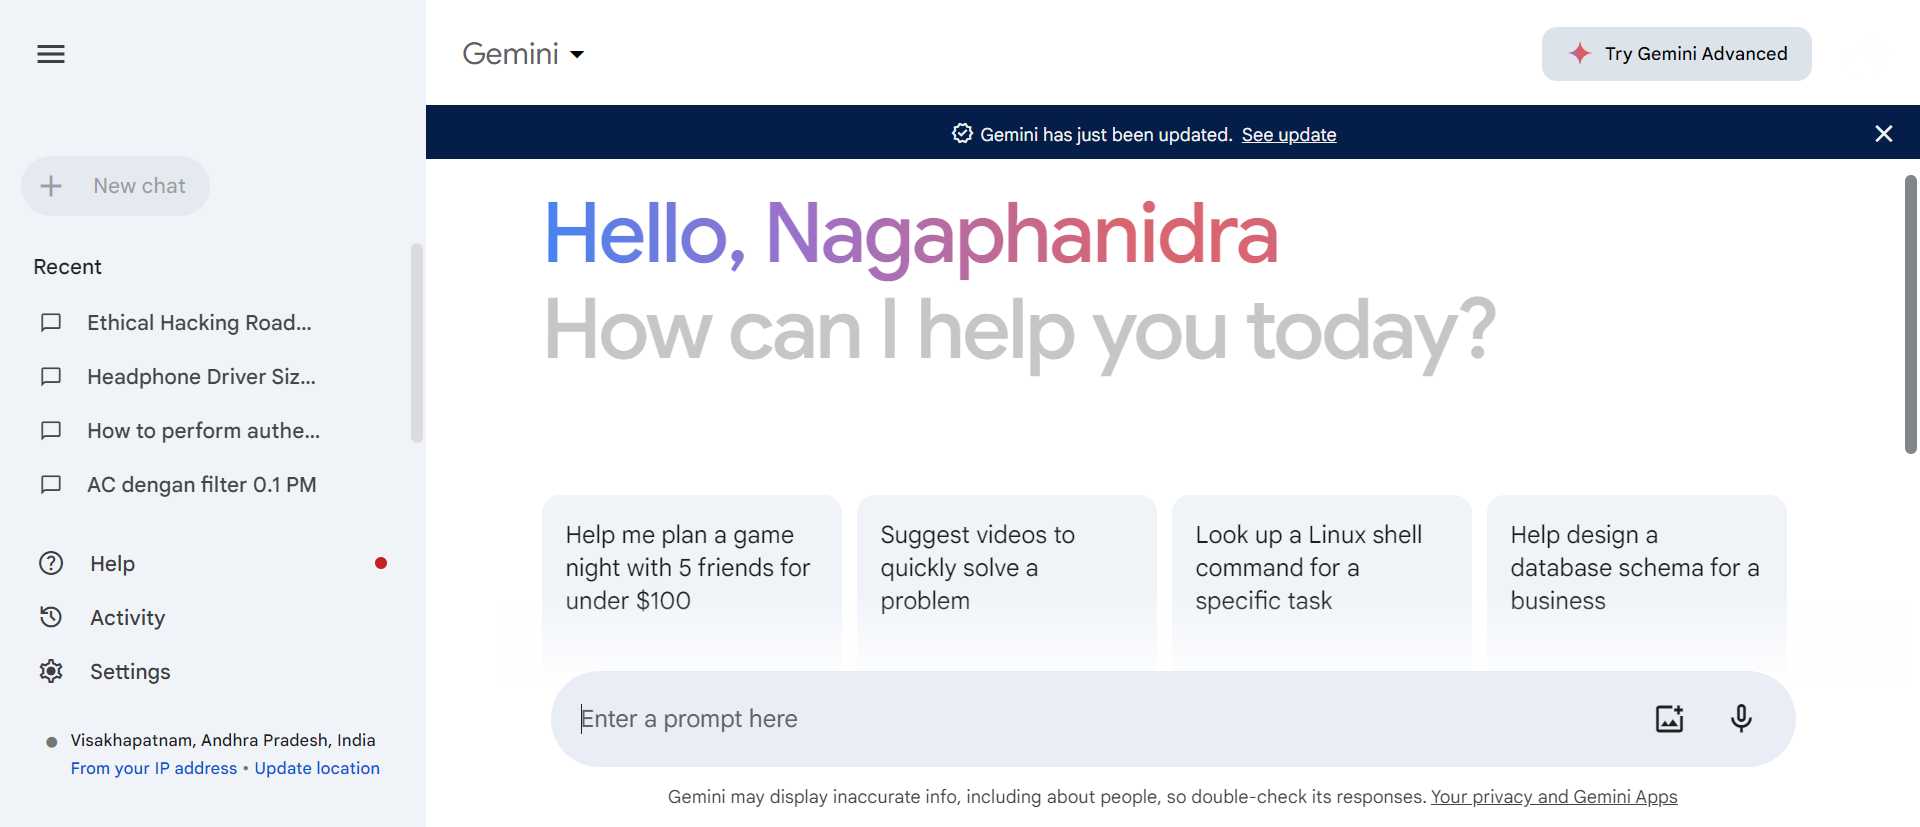 Gemini
Try Gemini Advanced
Gemini has just been updated. See update
New chat
Recent
Ethical Hacking Road...
Headphone Driver Siz...
How to perform authe...
AC dengan filter 0.1 PM
Help
Activity
Settings
Visakhapatnam, Andhra Pradesh, India
From your IP address • Update location
Hello, Nagaphanidra
How can I help you today?
Help me plan a game
night with 5 friends for
under $100
Suggest videos to
quickly solve a
problem
Look up a Linux shell
command for a
specific task
Help design a
database schema for a
business
Enter a prompt here
Gemini may display inaccurate info, including about people, so double-check its responses. Your privacy and Gemini Apps